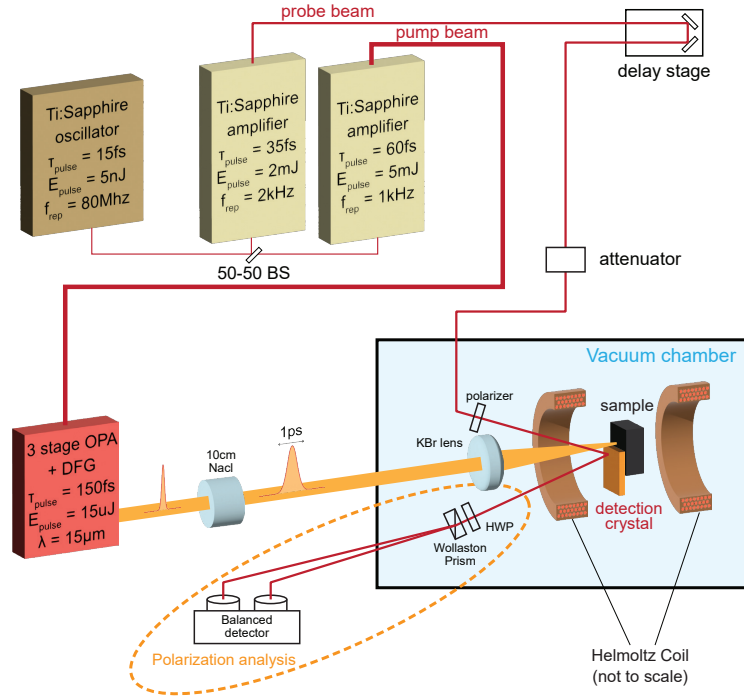 probe beam
pump beam
delay stage
Ti:Sapphire
oscillator
τpulse = 15fs
Epulse = 5nJ
frep = 80Mhz
Ti:Sapphire
amplifier
τpulse = 35fs
Epulse = 2mJ
frep = 2kHz
Ti:Sapphire
amplifier
τpulse = 60fs
Epulse = 5mJ
frep = 1kHz
50-50 BS
attenuator
Vacuum chamber
polarizer
sample
KBr lens
1ps
10cm
Nacl
3 stage OPA
+ DFG
τpulse = 150fs
Epulse = 15uJ
λ = 15μm
detection
crystal
HWP
Wollaston
Prism
Balanced
detector
Polarization analysis
Helmoltz Coil
(not to scale)